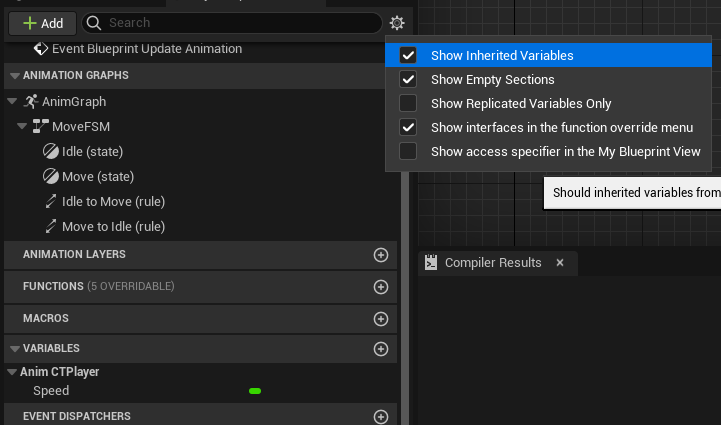 Add
Search
Event Blueprint Update Animation
Show Inherited Variables
Show Empty Sections
Show Replicated Variables Only
Show interfaces in the function override menu
Show access specifier in the My Blueprint View
Should inherited variables from
ANIMATION GRAPHS
AnimGraph
MoveFSM
Idle (state)
Move (state)
Idle to Move (rule)
Move to Idle (rule)
ANIMATION LAYERS
FUNCTIONS (5 OVERRIDABLE)
MACROS
VARIABLES
Anim CTPlayer
Speed
EVENT DISPATCHERS
Compiler Results